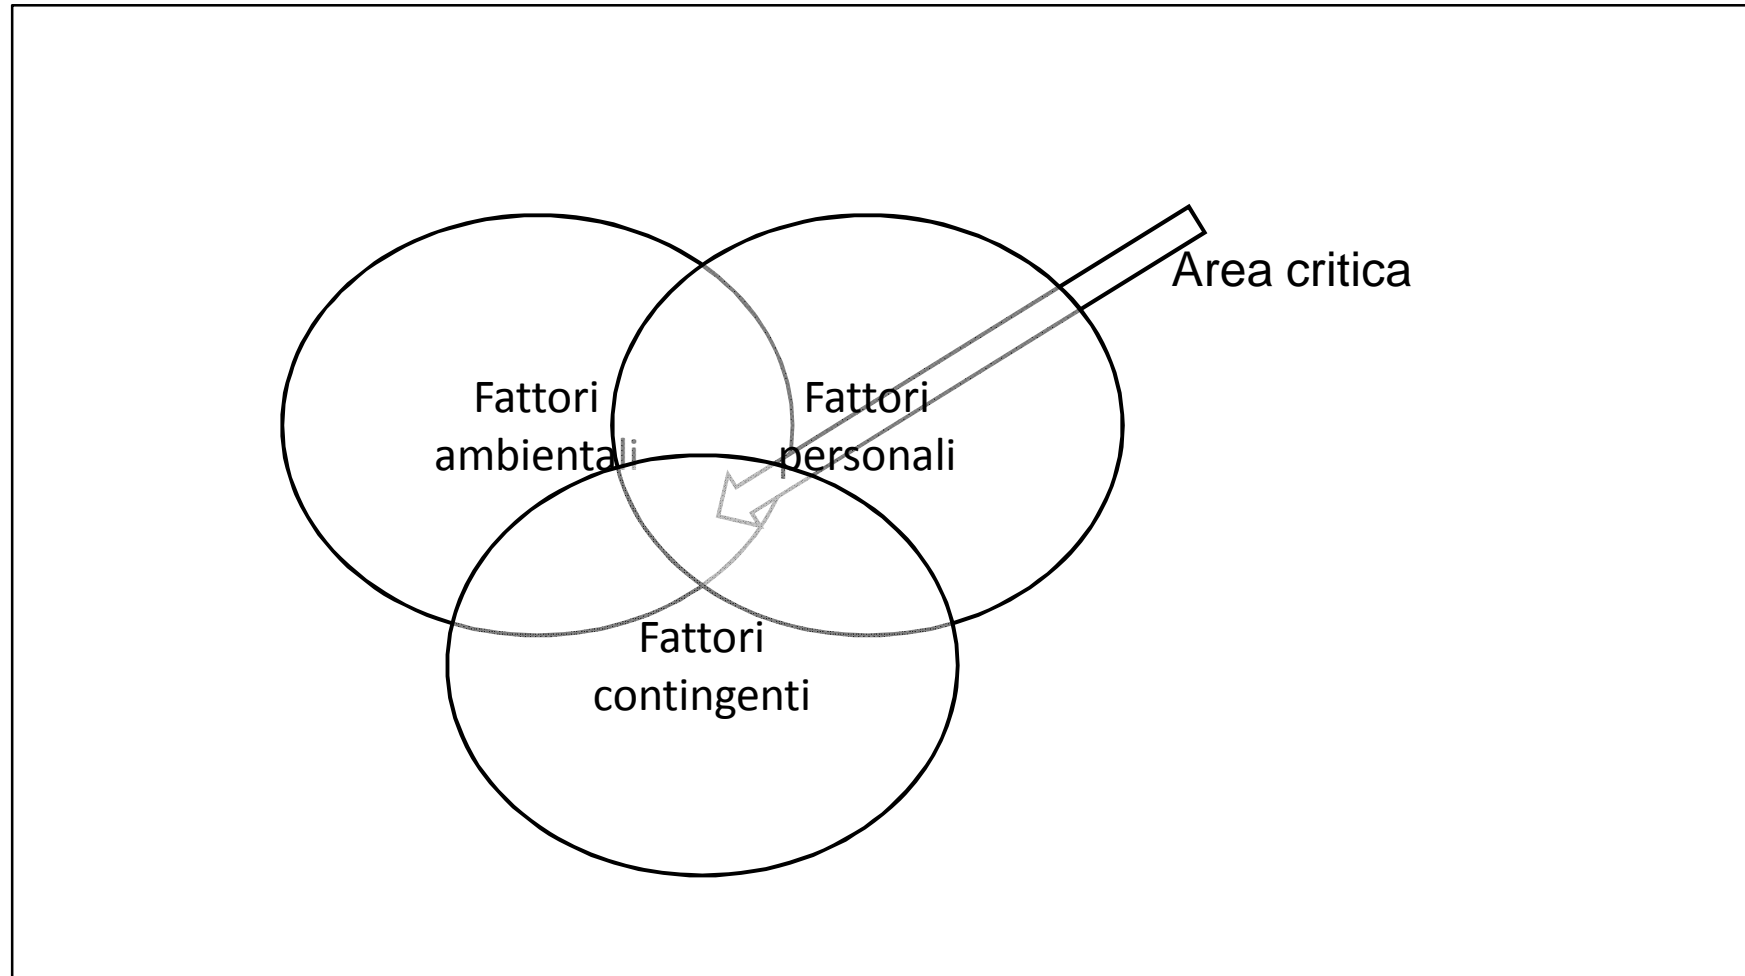 Area critica
Fattori
ambientali
Fattori
personali
Fattori
contingenti